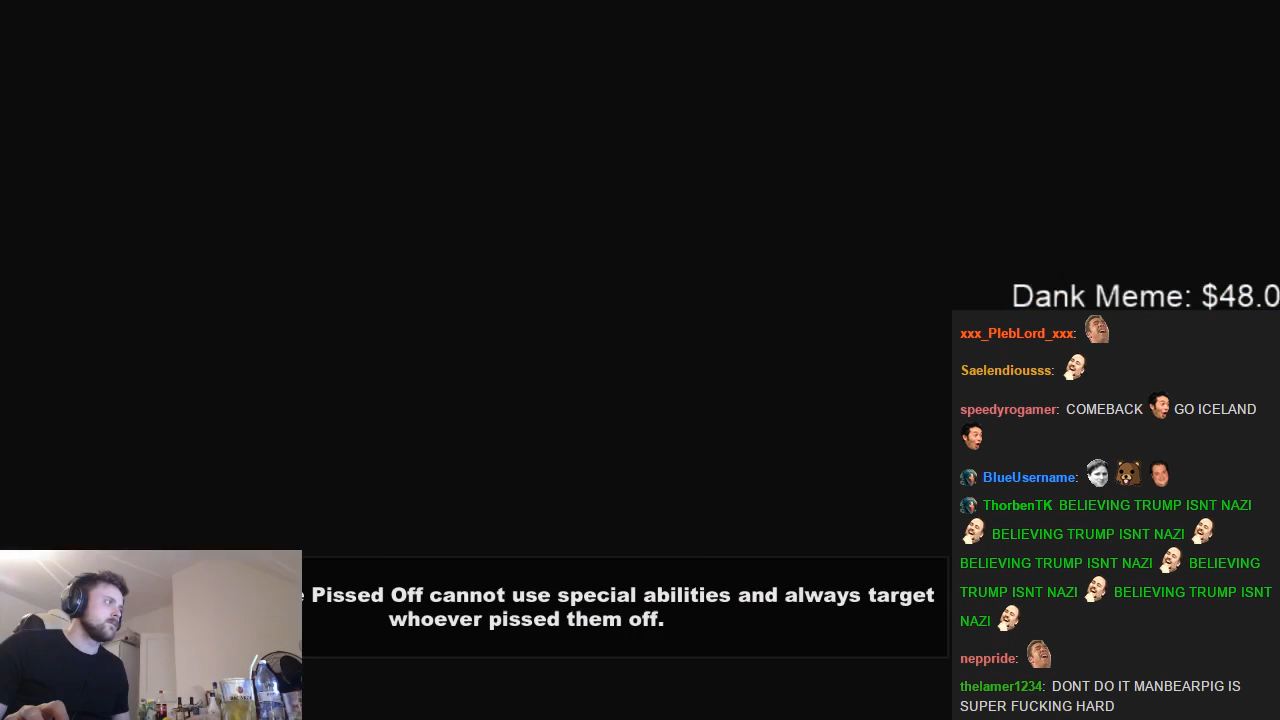 Dank Meme: $48.0
xxx_PlebLord_xxx:
Saelendiousss:
speedyrogamer: COMEBACK GO ICELAND
BlueUsername:
ThorbenTK BELIEVING TRUMP ISNT NAZI
BELIEVING TRUMP ISNT NAZI
BELIEVING TRUMP ISNT NAZI BELIEVING
TRUMP ISNT NAZI BELIEVING TRUMP ISNT
NAZI
neppride:
thelamer1234: DONT DO IT MANBEARPIG IS
SUPER FUCKING HARD
e Pissed Off cannot use special abilities and always target
whoever pissed them off.